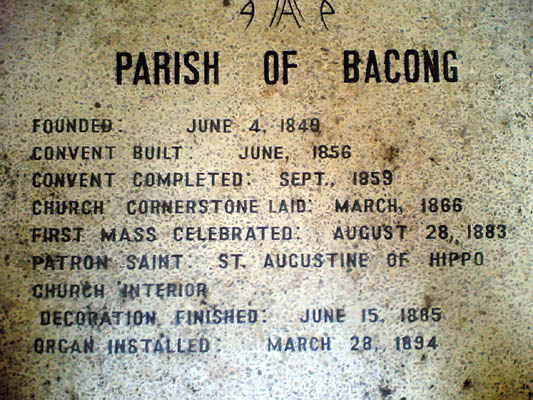 PARISH OF BACONG
FOUNDED: JUNE 4, 1849
CONVENT BUILT: JUNE, 1856
CONVENT COMPLETED: SEPT., 1859
CHURCH CORNERSTONE LAID: MARCH, 1866
FIRST MASS CELEBRATED: AUGUST 28, 1883
PATRON SAINT: ST. AUGUSTINE OF HIPPO
CHURCH INTERIOR
DECORATION FINISHED: JUNE 15, 1885
ORGAN INSTALLED: MARCH 28, 1894